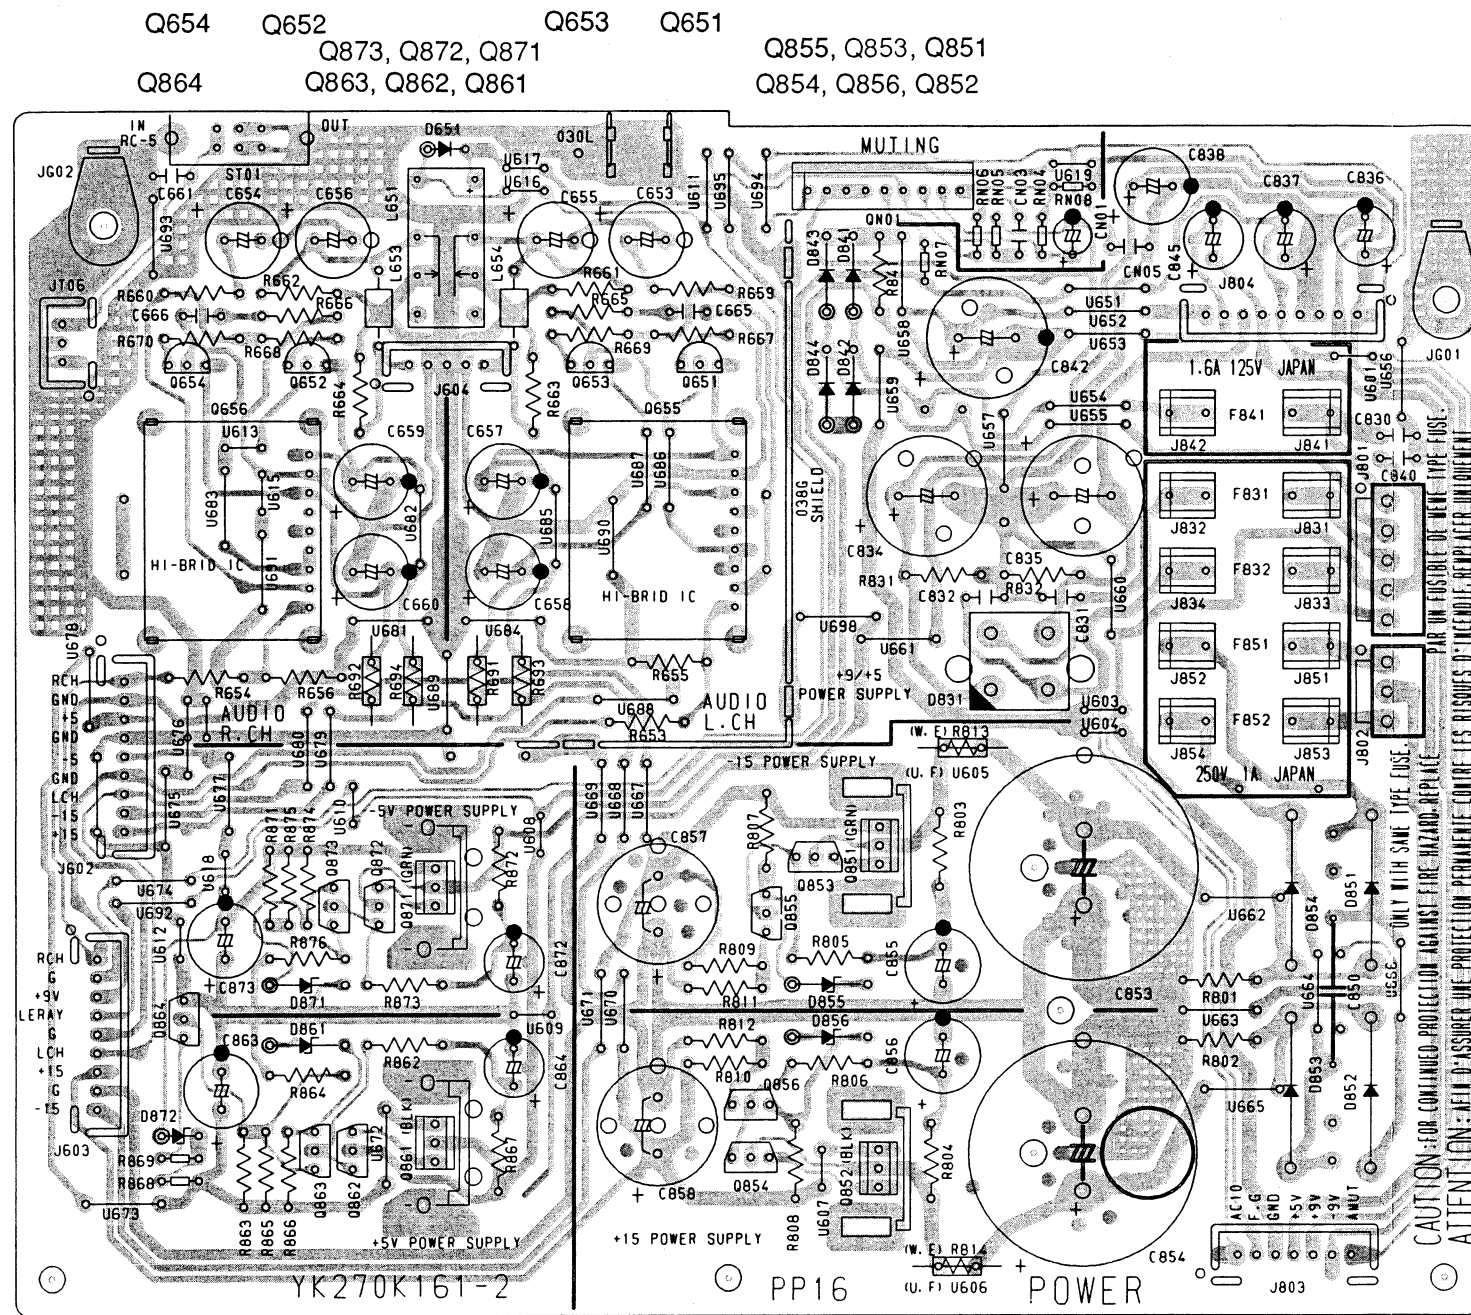 Q654 Q652 Q653 Q651
Q873, Q872, Q871 Q855, Q853, Q851
Q864 Q863, Q862, Q861 Q854, Q856, Q852
IN OUT D651 030L MUTING C838
RC-5 U617 U619 C837 C836
JG02 ST01 U616 RN06 RN05 CN03 RN04 RN08
C661 C654 C656 L651 C655 C653 U611 U695 U694 CN01
U693 QN01
L653 L654 D843 D841 R841 RN07 CN05 C845
JT06 R662 R661 J804
R660 R666 R665 R659 U651
C666 C665 U652
R670 R668 R669 R667 U658 U653 U656 JG01
Q654 Q652 R664 J604 R663 Q653 Q651 D844 D842 U659 C842 1.6A 125V JAPAN U601
Q656 Q655 U654
U613 C659 C657 U657 U655 F841 C830
J842 J841 J801 C840
U683 U615 U682 U685 U690 U687 U686 038G SHIELD F831
J832 J831
HI-BRID IC U691 HI-BRID IC C834 C835 F832
R831 R832
C660 C658 C832 C831 U660 J834 J833
U678 U681 U684 U698 U661
RCH R654 R656 R692 R694 U689 R691 R693 R655 +9/+5 F851
GND AUDIO AUDIO POWER SUPPLY D831 J852 J851
+5 R.CH U688 L.CH U603
GND U676 U680 U679 R653 U604 F852
-5 (W.E) R813 J854 J853 J802
GND -15 POWER SUPPLY (U.F) U605 250V 1A JAPAN
LCH U675 U677 U610 -5V POWER SUPPLY U669 U668 U667
-15 R871 R875 R874 U608 C857 R807 R803
+15 Q873 Q872 R872 Q851(GRN)
JG02 U618 Q871(GRN) Q853
U674 Q855 D854 D851
U692 U662
U612 R876 R809 R805 C855
RCH C872
G C873 D871 R873 R811 D855 C853 R801 U664 C850
+9V
LERAY Q864 U609 U671 U670 U663
G D861 R812 D856
LCH C863 R862 C864 R802
+15 R864 R810 Q856 R806 C856
G D853 D852
-15 U665
D872
J603 R869 U672 Q861(BLK) R867 Q852(BLK) R804
R868 Q863 Q862 C858 Q854
U673 R863 R865 R866 R808 U607 AC10 F.G GND +5V +9V -9V AMUT
+5V POWER SUPPLY +15 POWER SUPPLY (W.E) R814 C854
YK270K161-2 PP16 (U.F) U606 POWER J803
CAUTION:FOR CONTINUED PROTECTION AGAINST FIRE HAZARD, REPLACE ONLY WITH SAME TYPE FUSE.
ATTENTION:AFIN D'ASSURER UNE PROTECTION PERMANENTE CONTRE LES RISQUES D'INCENDIE, REMPLACER UNIQUEMENT
PAR UN FUSIBLE DE MEME TYPE FUSE.